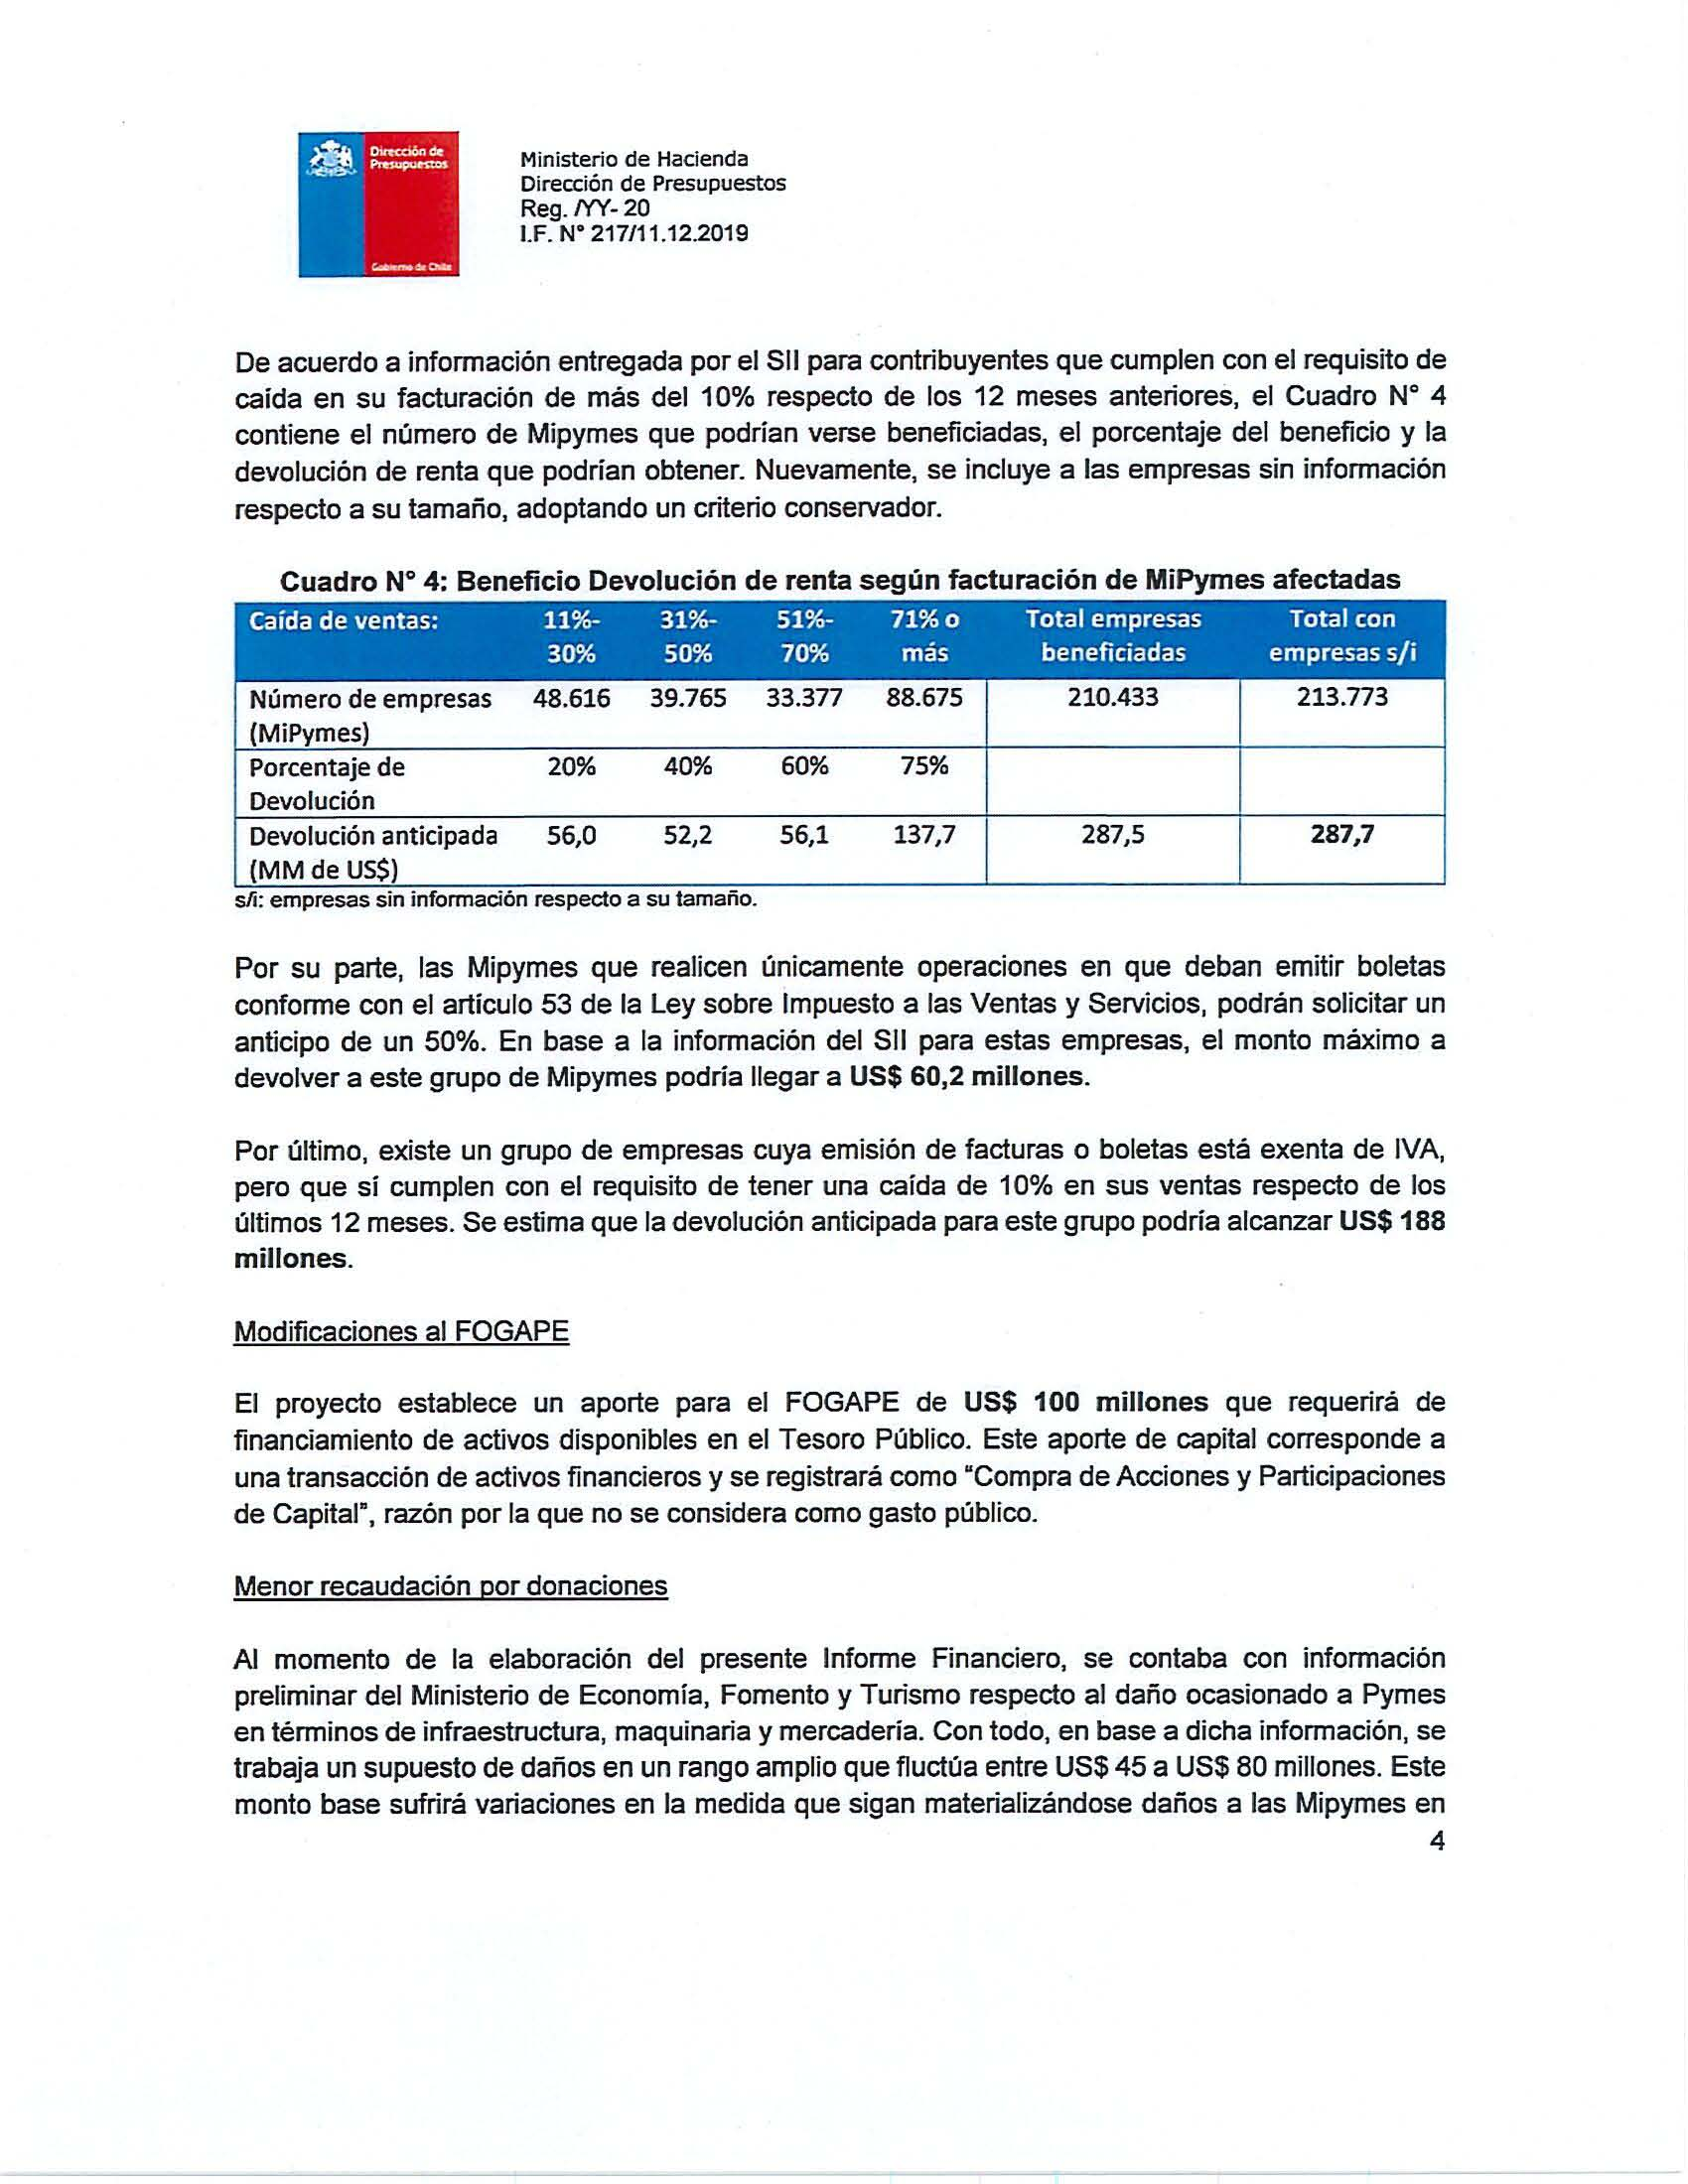 Dirección de
Presupuestos
Gobierno de Chile
Ministerio de Hacienda
Dirección de Presupuestos
Reg. /YY- 20
I.F. N° 217/11.12.2019
De acuerdo a información entregada por el SII para contribuyentes que cumplen con el requisito de
caída en su facturación de más del 10% respecto de los 12 meses anteriores, el Cuadro N° 4
contiene el número de Mipymes que podrían verse beneficiadas, el porcentaje del beneficio y la
devolución de renta que podrían obtener. Nuevamente, se incluye a las empresas sin información
respecto a su tamaño, adoptando un criterio conservador.
Cuadro N° 4: Beneficio Devolución de renta según facturación de MiPymes afectadas
Caída de ventas: 11%- 31%- 51%- 71% o Total empresas Total con
30% 50% 70% más beneficiadas empresas s/i
Número de empresas 48.616 39.765 33.377 88.675 210.433 213.773
(MiPymes)
Porcentaje de 20% 40% 60% 75%
Devolución
Devolución anticipada 56,0 52,2 56,1 137,7 287,5 287,7
(MM de US$)
s/i: empresas sin información respecto a su tamaño.
Por su parte, las Mipymes que realicen únicamente operaciones en que deban emitir boletas
conforme con el artículo 53 de la Ley sobre Impuesto a las Ventas y Servicios, podrán solicitar un
anticipo de un 50%. En base a la información del SII para estas empresas, el monto máximo a
devolver a este grupo de Mipymes podría llegar a US$ 60,2 millones.
Por último, existe un grupo de empresas cuya emisión de facturas o boletas está exenta de IVA,
pero que sí cumplen con el requisito de tener una caída de 10% en sus ventas respecto de los
últimos 12 meses. Se estima que la devolución anticipada para este grupo podría alcanzar US$ 188
millones.
Modificaciones al FOGAPE
El proyecto establece un aporte para el FOGAPE de US$ 100 millones que requerirá de
financiamiento de activos disponibles en el Tesoro Público. Este aporte de capital corresponde a
una transacción de activos financieros y se registrará como "Compra de Acciones y Participaciones
de Capital", razón por la que no se considera como gasto público.
Menor recaudación por donaciones
Al momento de la elaboración del presente Informe Financiero, se contaba con información
preliminar del Ministerio de Economía, Fomento y Turismo respecto al daño ocasionado a Pymes
en términos de infraestructura, maquinaria y mercadería. Con todo, en base a dicha información, se
trabaja un supuesto de daños en un rango amplio que fluctúa entre US$ 45 a US$ 80 millones. Este
monto base sufrirá variaciones en la medida que sigan materializándose daños a las Mipymes en
4